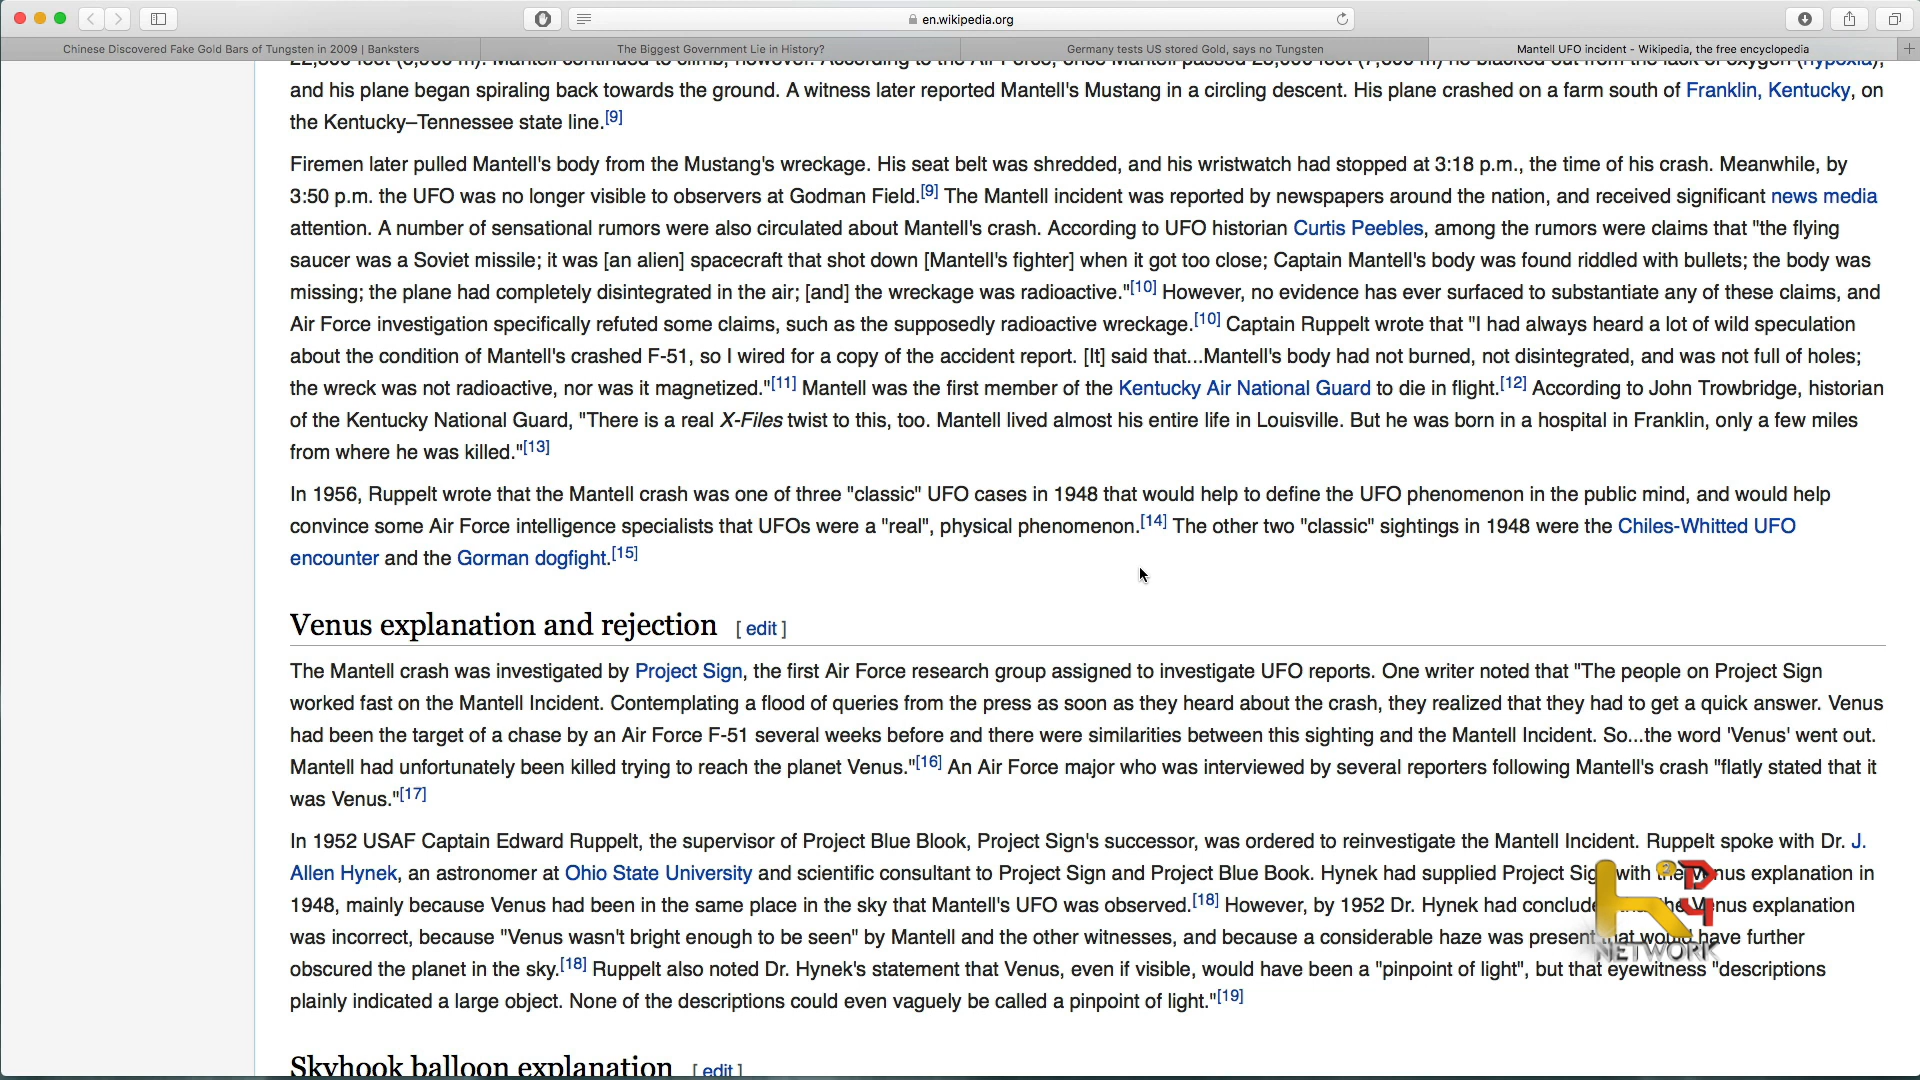 en.wikipedia.org
Chinese Discovered Fake Gold Bars of Tungsten in 2009 | Banksters
The Biggest Government Lie in History?
Germany tests US stored Gold, says no Tungsten
Mantell UFO incident - Wikipedia, the free encyclopedia
and his plane began spiraling back towards the ground. A witness later reported Mantell's Mustang in a circling descent. His plane crashed on a farm south of Franklin, Kentucky, on
the Kentucky–Tennessee state line.[9]
Firemen later pulled Mantell's body from the Mustang's wreckage. His seat belt was shredded, and his wristwatch had stopped at 3:18 p.m., the time of his crash. Meanwhile, by
3:50 p.m. the UFO was no longer visible to observers at Godman Field.[9] The Mantell incident was reported by newspapers around the nation, and received significant news media
attention. A number of sensational rumors were also circulated about Mantell's crash. According to UFO historian Curtis Peebles, among the rumors were claims that "the flying
saucer was a Soviet missile; it was [an alien] spacecraft that shot down [Mantell's fighter] when it got too close; Captain Mantell's body was found riddled with bullets; the body was
missing; the plane had completely disintegrated in the air; [and] the wreckage was radioactive."[10] However, no evidence has ever surfaced to substantiate any of these claims, and
Air Force investigation specifically refuted some claims, such as the supposedly radioactive wreckage.[10] Captain Ruppelt wrote that "I had always heard a lot of wild speculation
about the condition of Mantell's crashed F-51, so I wired for a copy of the accident report. [It] said that...Mantell's body had not burned, not disintegrated, and was not full of holes;
the wreck was not radioactive, nor was it magnetized."[11] Mantell was the first member of the Kentucky Air National Guard to die in flight.[12] According to John Trowbridge, historian
of the Kentucky National Guard, "There is a real X-Files twist to this, too. Mantell lived almost his entire life in Louisville. But he was born in a hospital in Franklin, only a few miles
from where he was killed."[13]
In 1956, Ruppelt wrote that the Mantell crash was one of three "classic" UFO cases in 1948 that would help to define the UFO phenomenon in the public mind, and would help
convince some Air Force intelligence specialists that UFOs were a "real", physical phenomenon.[14] The other two "classic" sightings in 1948 were the Chiles-Whitted UFO
encounter and the Gorman dogfight.[15]
Venus explanation and rejection [ edit ]
The Mantell crash was investigated by Project Sign, the first Air Force research group assigned to investigate UFO reports. One writer noted that "The people on Project Sign
worked fast on the Mantell Incident. Contemplating a flood of queries from the press as soon as they heard about the crash, they realized that they had to get a quick answer. Venus
had been the target of a chase by an Air Force F-51 several weeks before and there were similarities between this sighting and the Mantell Incident. So...the word 'Venus' went out.
Mantell had unfortunately been killed trying to reach the planet Venus."[16] An Air Force major who was interviewed by several reporters following Mantell's crash "flatly stated that it
was Venus."[17]
In 1952 USAF Captain Edward Ruppelt, the supervisor of Project Blue Blook, Project Sign's successor, was ordered to reinvestigate the Mantell Incident. Ruppelt spoke with Dr. J.
Allen Hynek, an astronomer at Ohio State University and scientific consultant to Project Sign and Project Blue Book. Hynek had supplied Project with explanation in
1948, mainly because Venus had been in the same place in the sky that Mantell's UFO was observed.[18] However, by 1952 Dr. Hynek had explanation
was incorrect, because "Venus wasn't bright enough to be seen" by Mantell and the other witnesses, and because a considerable haze was present that would have further
obscured the planet in the sky.[18] Ruppelt also noted Dr. Hynek's statement that Venus, even if visible, would have been a "pinpoint of light", but that eyewitness "descriptions
plainly indicated a large object. None of the descriptions could even vaguely be called a pinpoint of light."[19]
NETWORK
Skyhook balloon explanation [ edit ]